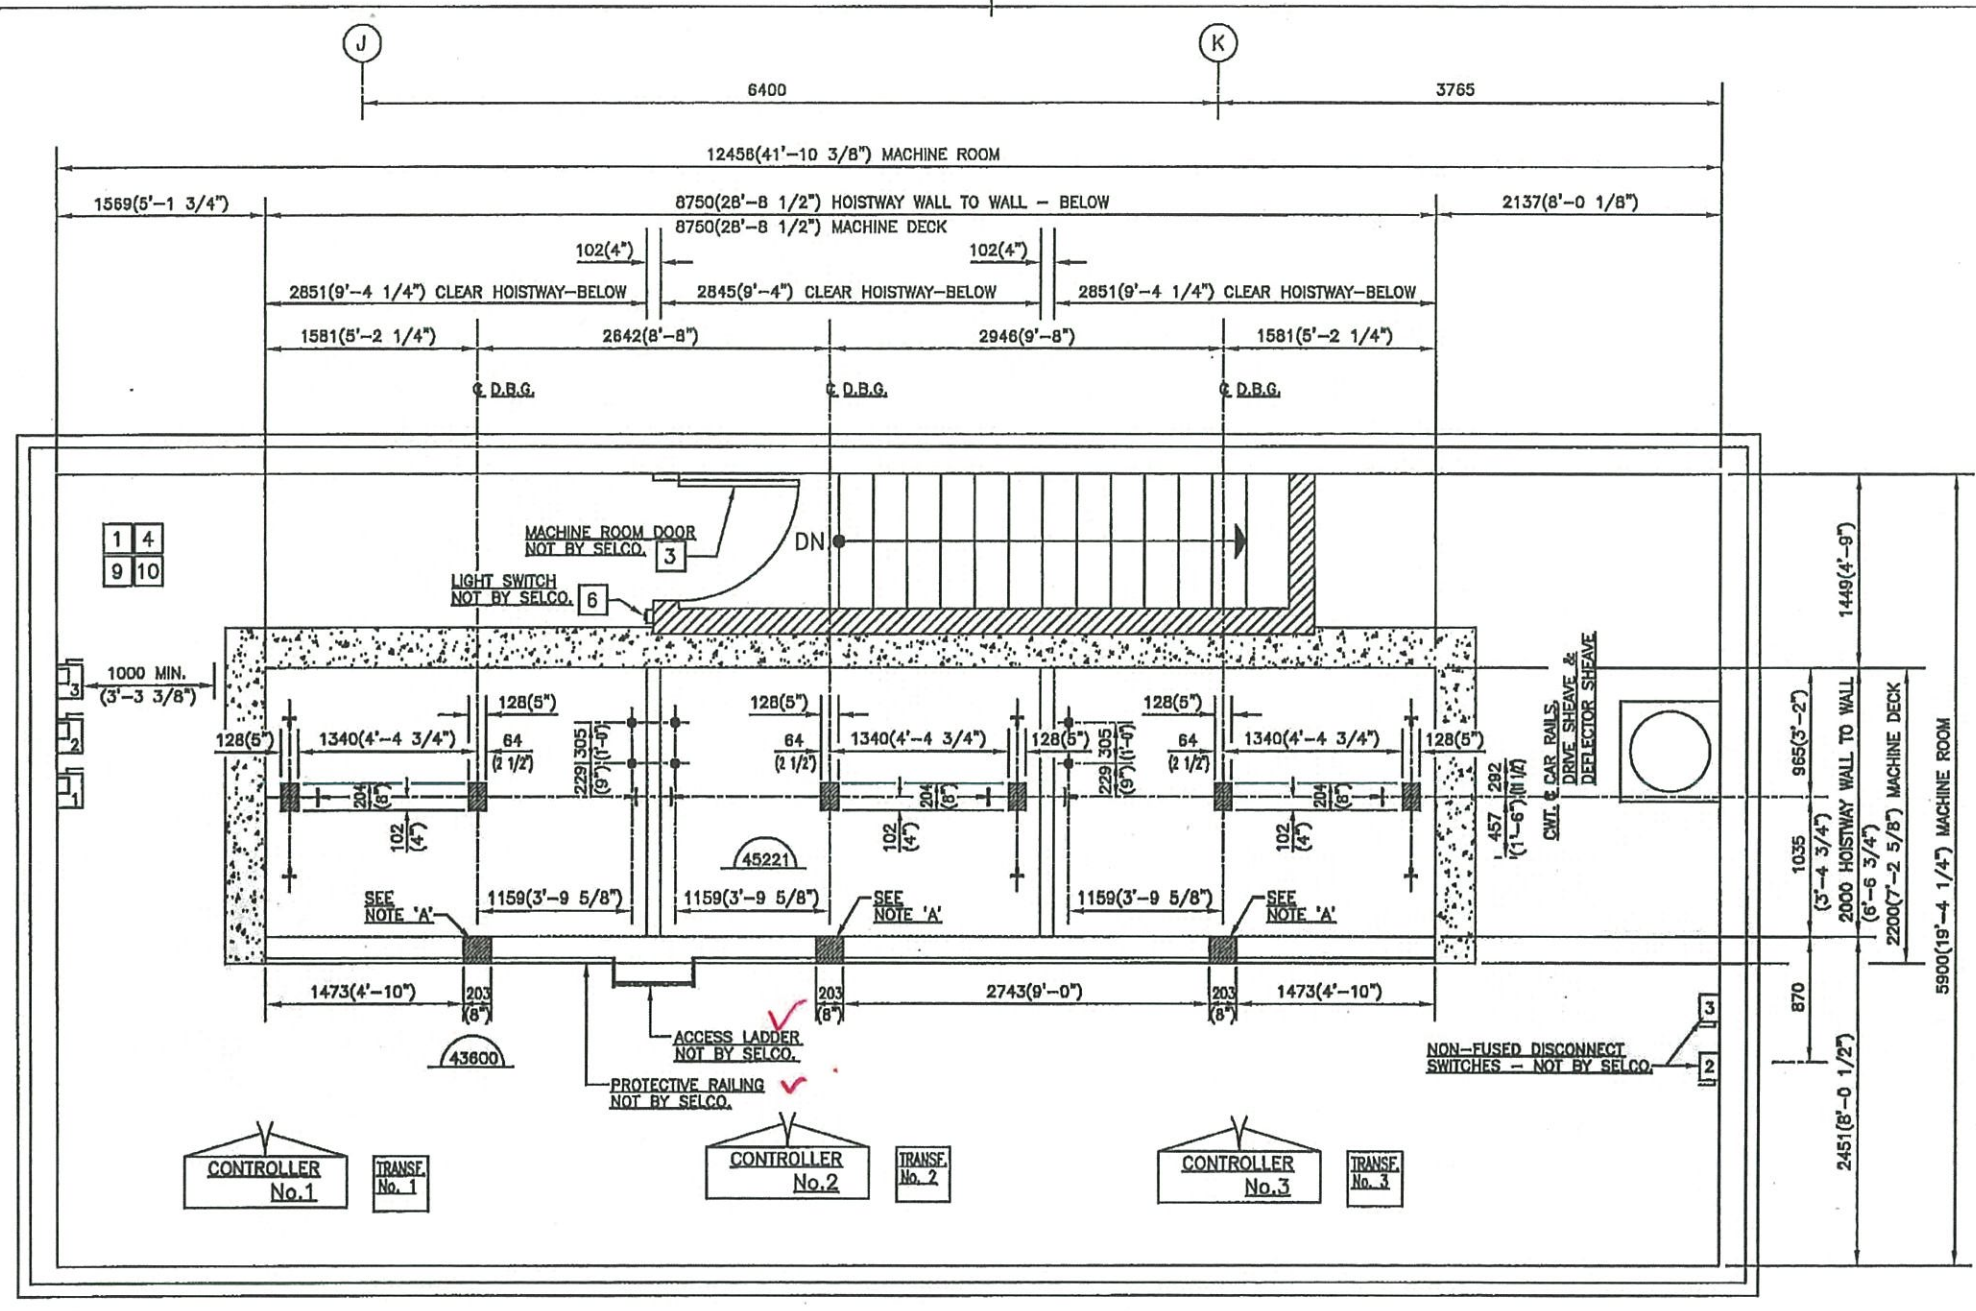 J
K
6400
3765
12456(41'-10 3/8") MACHINE ROOM
1569(5'-1 3/4")
8750(28'-8 1/2") HOISTWAY WALL TO WALL - BELOW
2137(8'-0 1/8")
8750(28'-8 1/2") MACHINE DECK
102(4")
102(4")
2851(9'-4 1/4") CLEAR HOISTWAY-BELOW
2845(9'-4") CLEAR HOISTWAY-BELOW
2851(9'-4 1/4") CLEAR HOISTWAY-BELOW
1581(5'-2 1/4")
2642(8'-8")
2946(9'-8")
1581(5'-2 1/4")
℄ D.B.G.
℄ D.B.G.
℄ D.B.G.
1 4
9 10
MACHINE ROOM DOOR
NOT BY SELCO.
3
DN
LIGHT SWITCH
NOT BY SELCO.
6
1449(4'-9")
3
2
1
1000 MIN.
(3'-3 3/8")
128(5")
128(5")
128(5")
128(5")
1340(4'-4 3/4")
64
(2 1/2")
229 305
(9") (1'-0")
64
(2 1/2")
1340(4'-4 3/4")
128(5")
229 305
(9") (1'-0")
64
(2 1/2")
1340(4'-4 3/4")
128(5")
204
(8")
102
(4")
204
(8")
102
(4")
204
(8")
102
(4")
457 292
(1'-6") (11 1/2")
CWT. ℄ CAR RAILS,
DRIVE SHEAVE &
DEFLECTOR SHEAVE
965(3'-2")
1035
(3'-4 3/4")
2000 HOISTWAY WALL TO WALL
(6'-6 3/4")
2200(7'-2 5/8") MACHINE DECK
5900(19'-4 1/4") MACHINE ROOM
45221
SEE
NOTE 'A'
1159(3'-9 5/8")
1159(3'-9 5/8")
SEE
NOTE 'A'
1159(3'-9 5/8")
SEE
NOTE 'A'
1473(4'-10")
203
(8")
203
(8")
2743(9'-0")
203
(8")
1473(4'-10")
870
2451(8'-0 1/2")
43600
ACCESS LADDER
NOT BY SELCO.
PROTECTIVE RAILING
NOT BY SELCO.
NON-FUSED DISCONNECT
SWITCHES - NOT BY SELCO.
3
2
CONTROLLER
No.1
TRANSF.
No. 1
CONTROLLER
No.2
TRANSF.
No. 2
CONTROLLER
No.3
TRANSF.
No. 3